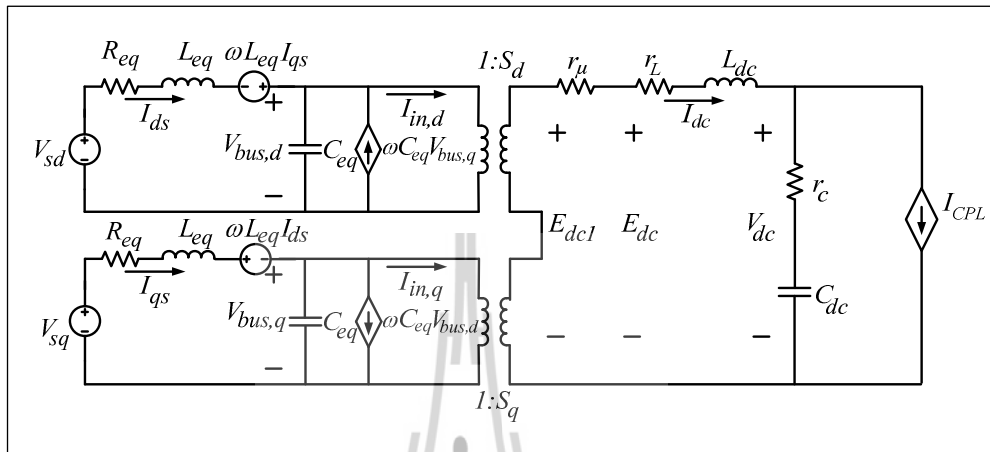 R_eq L_eq ωL_eq I_qs
1:S_d r_μ r_L L_dc
I_ds I_in,d I_dc
V_sd V_bus,d C_eq ωC_eq V_bus,q
r_c I_CPL
R_eq L_eq ωL_eq I_ds E_dc1 E_dc V_dc
I_qs I_in,q
V_sq V_bus,q C_eq ωC_eq V_bus,d C_dc
1:S_q